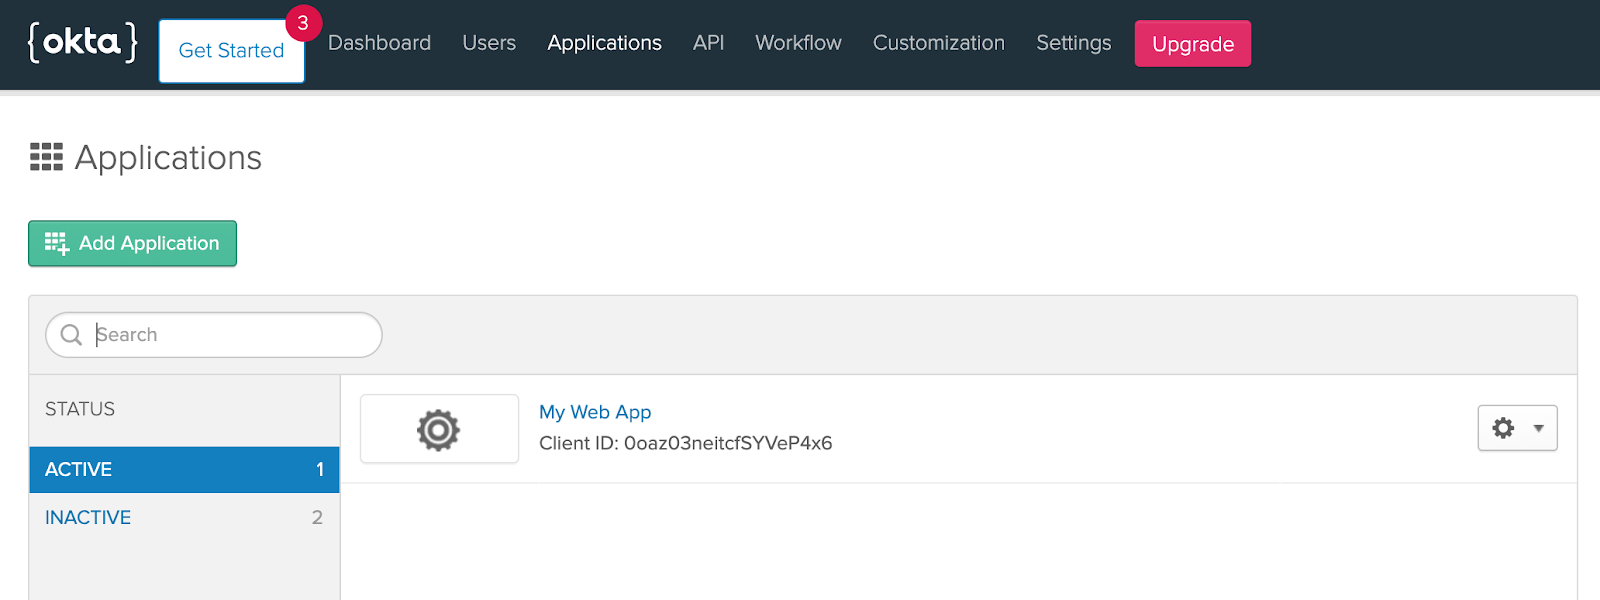 {okta} Get Started 3 Dashboard Users Applications API Workflow Customization Settings Upgrade
Applications
Add Application
Search
STATUS
ACTIVE 1
INACTIVE 2
My Web App
Client ID: 0oaz03neitcfSYVeP4x6